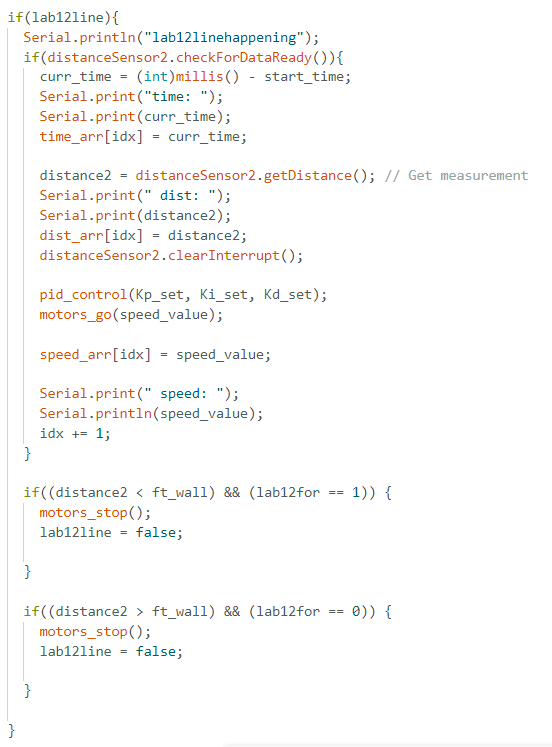 if(lab12line){
  Serial.println("lab12linehappening");
  if(distanceSensor2.checkForDataReady()){
    curr_time = (int)millis() - start_time;
    Serial.print("time: ");
    Serial.print(curr_time);
    time_arr[idx] = curr_time;

    distance2 = distanceSensor2.getDistance(); // Get measurement
    Serial.print(" dist: ");
    Serial.print(distance2);
    dist_arr[idx] = distance2;
    distanceSensor2.clearInterrupt();

    pid_control(Kp_set, Ki_set, Kd_set);
    motors_go(speed_value);

    speed_arr[idx] = speed_value;

    Serial.print(" speed: ");
    Serial.println(speed_value);
    idx += 1;
  }

  if((distance2 < ft_wall) && (lab12for == 1)) {
    motors_stop();
    lab12line = false;

  }

  if((distance2 > ft_wall) && (lab12for == 0)) {
    motors_stop();
    lab12line = false;

  }

}